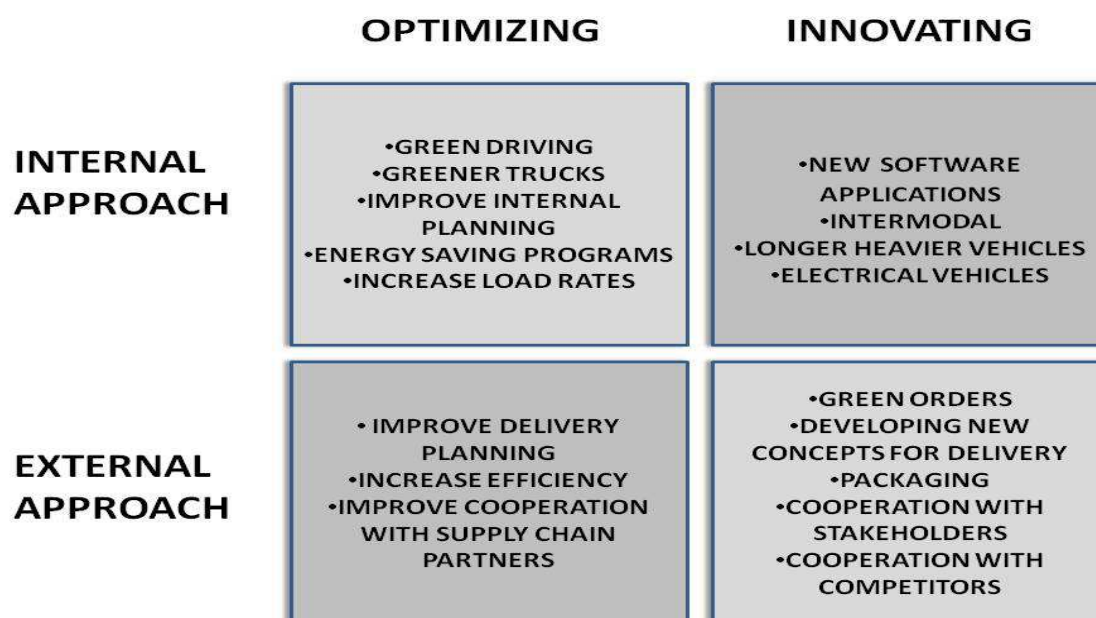 OPTIMIZING
INNOVATING
INTERNAL
APPROACH
•GREEN DRIVING
•GREENER TRUCKS
•IMPROVE INTERNAL
PLANNING
•ENERGY SAVING PROGRAMS
•INCREASE LOAD RATES
•NEW SOFTWARE
APPLICATIONS
•INTERMODAL
•LONGER HEAVIER VEHICLES
•ELECTRICAL VEHICLES
EXTERNAL
APPROACH
• IMPROVE DELIVERY
PLANNING
•INCREASE EFFICIENCY
•IMPROVE COOPERATION
WITH SUPPLY CHAIN
PARTNERS
•GREEN ORDERS
•DEVELOPING NEW
CONCEPTS FOR DELIVERY
•PACKAGING
•COOPERATION WITH
STAKEHOLDERS
•COOPERATION WITH
COMPETITORS